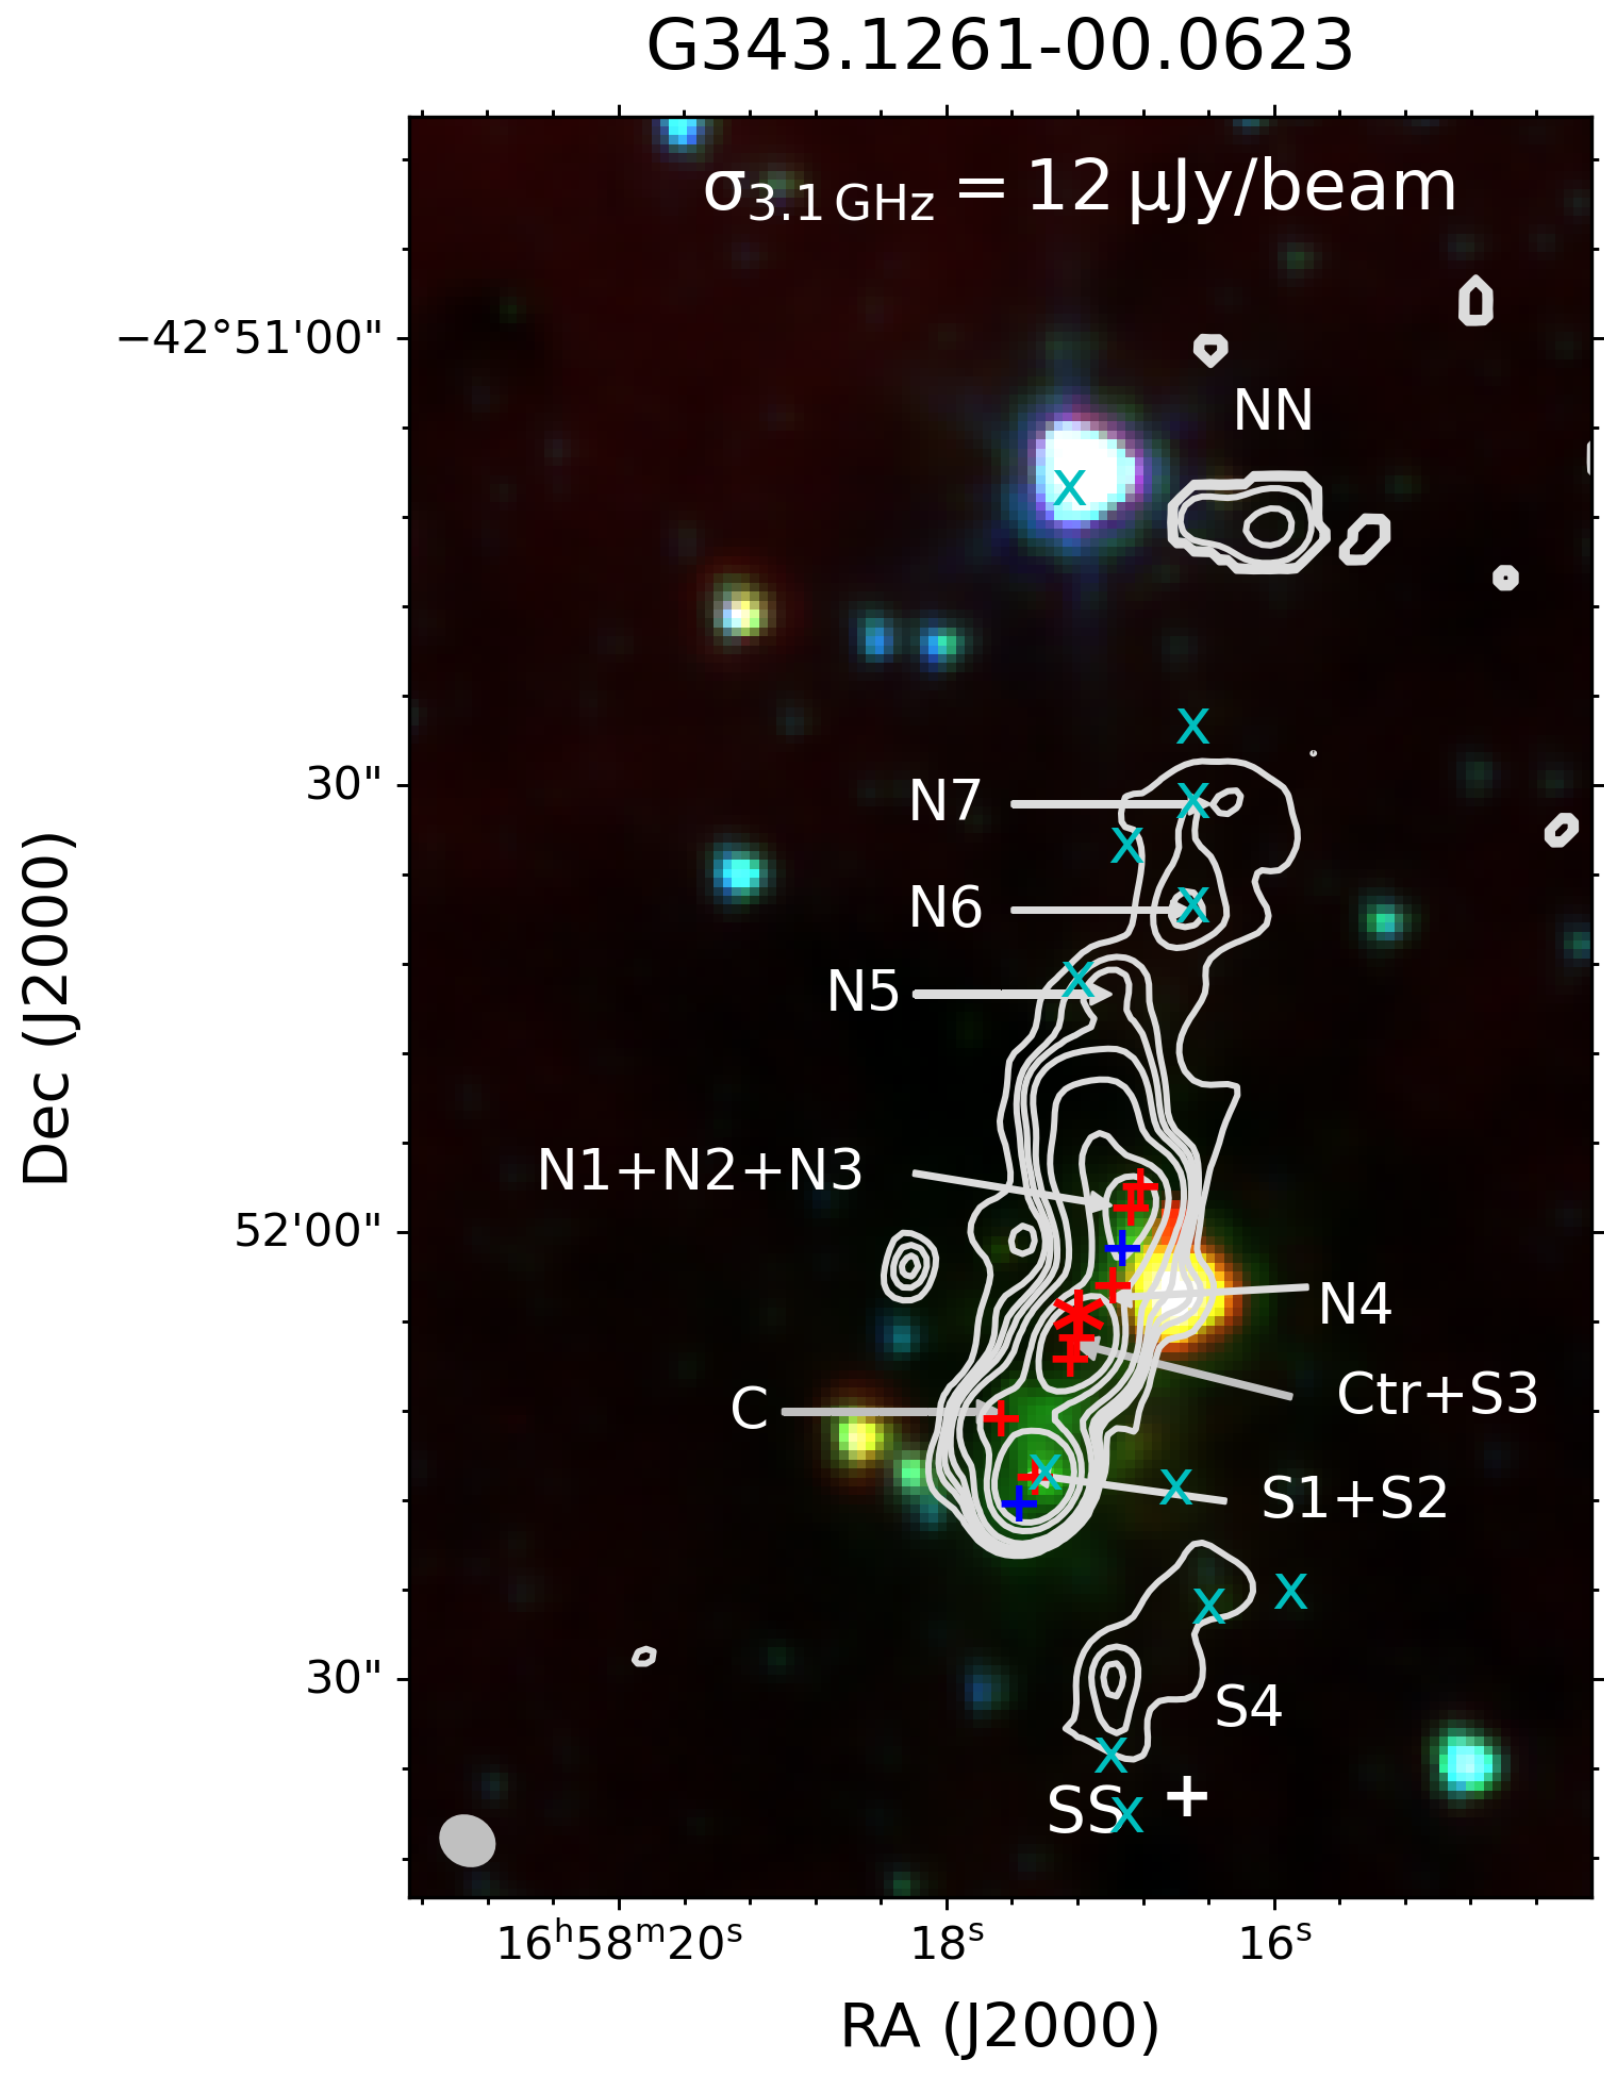 G343.1261-00.0623
σ3.1 GHz = 12 μJy/beam
−42°51'00"
NN
30"
N7
N6
N5
N1+N2+N3
52'00"
N4
Ctr+S3
C
S1+S2
30"
S4
SS
16h58m20s
18s
16s
RA (J2000)
Dec (J2000)